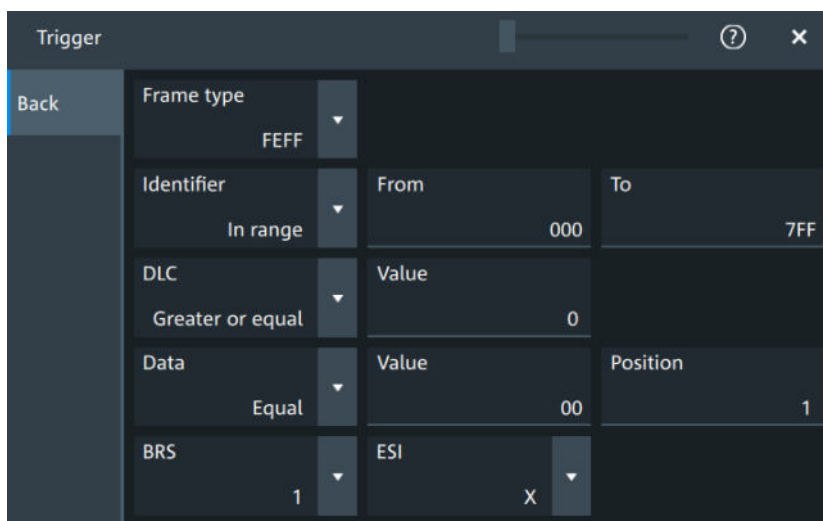 Trigger ?
Back
Frame type
FEFF
Identifier From To
In range 000 7FF
DLC Value
Greater or equal 0
Data Value Position
Equal 00 1
BRS ESI
1 X